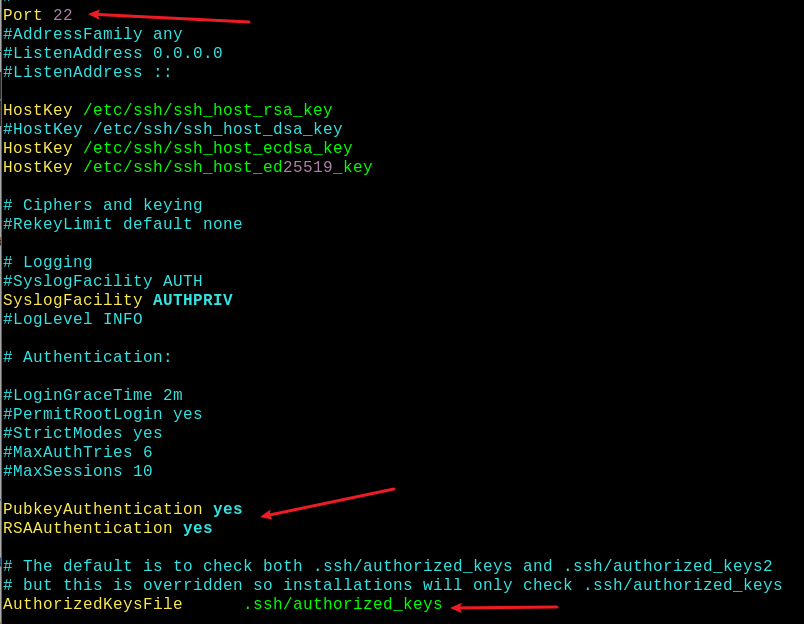 Port 22
#AddressFamily any
#ListenAddress 0.0.0.0
#ListenAddress ::
HostKey /etc/ssh/ssh_host_rsa_key
#HostKey /etc/ssh/ssh_host_dsa_key
HostKey /etc/ssh/ssh_host_ecdsa_key
HostKey /etc/ssh/ssh_host_ed25519_key
# Ciphers and keying
#RekeyLimit default none
# Logging
#SyslogFacility AUTH
SyslogFacility AUTHPRIV
#LogLevel INFO
# Authentication:
#LoginGraceTime 2m
#PermitRootLogin yes
#StrictModes yes
#MaxAuthTries 6
#MaxSessions 10
PubkeyAuthentication yes
RSAAuthentication yes
# The default is to check both .ssh/authorized_keys and .ssh/authorized_keys2
# but this is overridden so installations will only check .ssh/authorized_keys
AuthorizedKeysFile      .ssh/authorized_keys